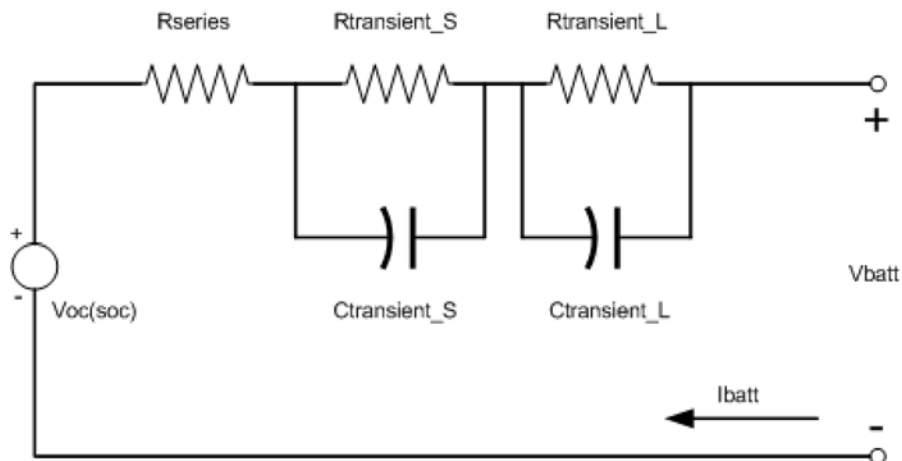 Rseries Rtransient_S Rtransient_L
+
+
-
Voc(soc)
Vbatt
Ctransient_S Ctransient_L
Ibatt
-